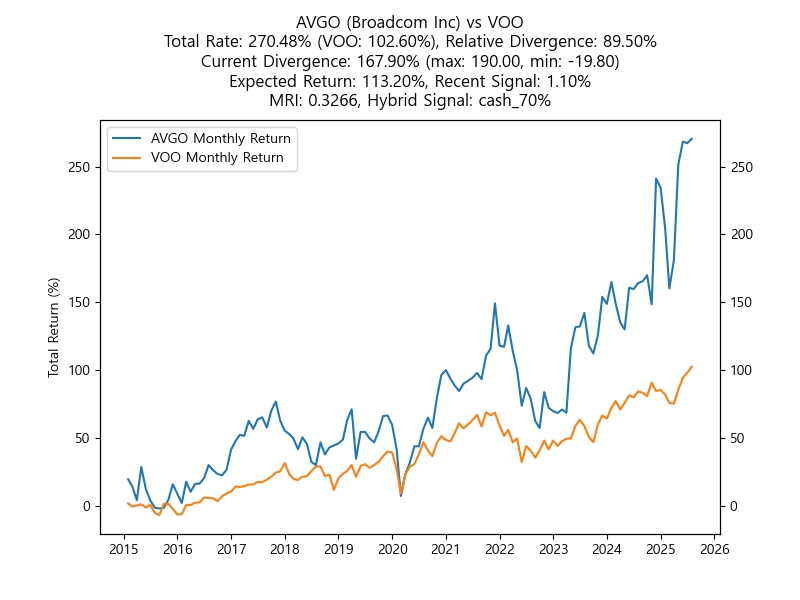 AVGO (Broadcom Inc) vs VOO
Total Rate: 270.48% (VOO: 102.60%), Relative Divergence: 89.50%
Current Divergence: 167.90% (max: 190.00, min: -19.80)
Expected Return: 113.20%, Recent Signal: 1.10%
MRI: 0.3266, Hybrid Signal: cash_70%
AVGO Monthly Return
VOO Monthly Return
Total Return (%)
250
200
150
100
50
0
250
200
150
100
50
0
2015 2016 2017 2018 2019 2020 2021 2022 2023 2024 2025 2026